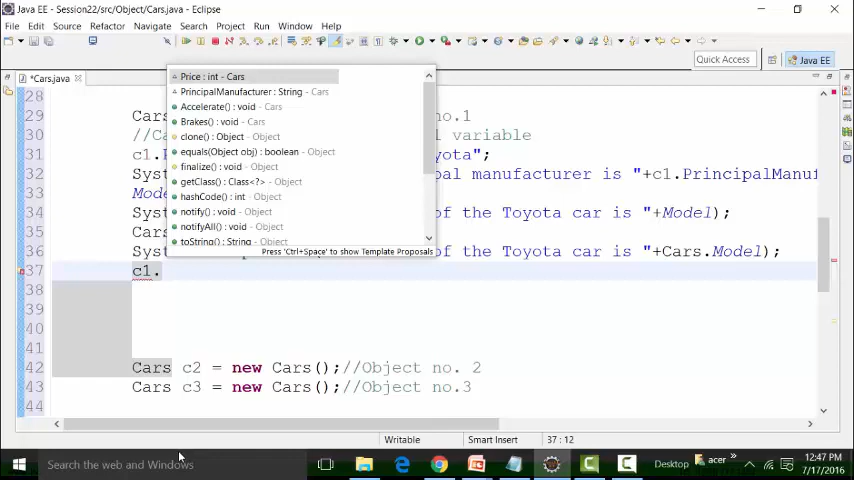 Java EE - Session22/src/Object/Cars.java - Eclipse
File Edit Source Refactor Navigate Search Project Run Window Help
Quick Access
Java EE
*Cars.java
28
29 Cars no.1
30 //Ca l variable
31 c1.P yota";
32 Syst pal manufacturer is "+c1.PrincipalManuf
33 Mode
34 Syst of the Toyota car is "+Model);
35 Cars
36 Syst of the Toyota car is "+Cars.Model);
37 c1.
38
39
40
41
42 Cars c2 = new Cars();//Object no. 2
43 Cars c3 = new Cars();//Object no.3
44
Price : int - Cars
PrincipalManufacturer : String - Cars
Accelerate() : void - Cars
Brakes() : void - Cars
clone() : Object - Object
equals(Object obj) : boolean - Object
finalize() : void - Object
getClass() : Class<?> - Object
hashCode() : int - Object
notify() : void - Object
notifyAll() : void - Object
toString() : String - Object
Press 'Ctrl+Space' to show Template Proposals
Writable Smart Insert 37 : 12
Search the web and Windows
Desktop
acer
12:47 PM
7/17/2016